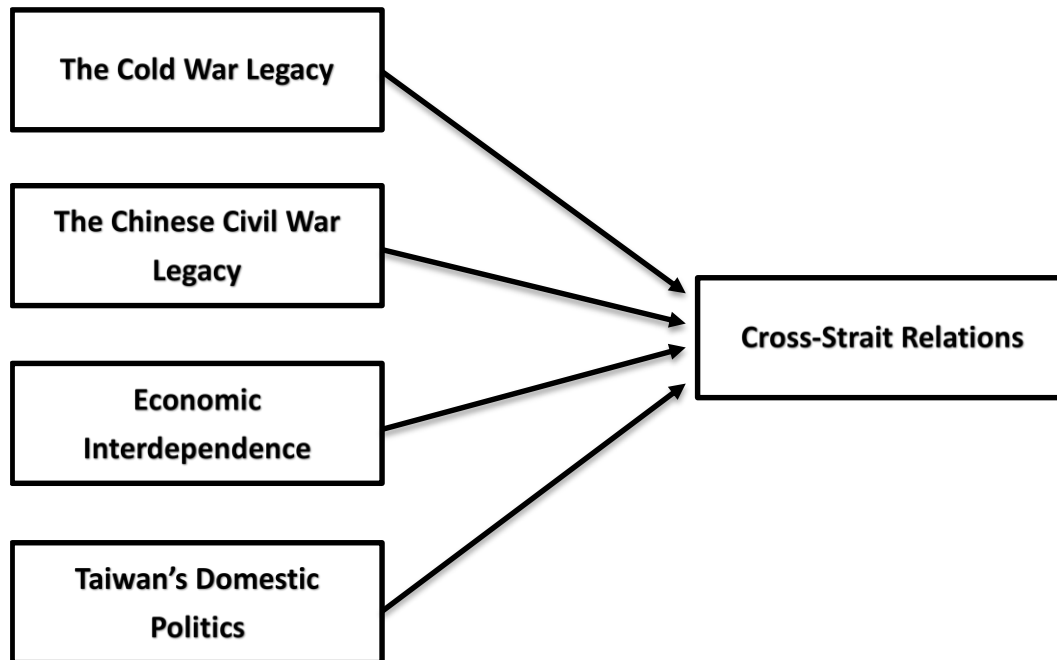 The Cold War Legacy
The Chinese Civil War
Legacy
Economic
Interdependence
Taiwan’s Domestic
Politics
Cross-Strait Relations